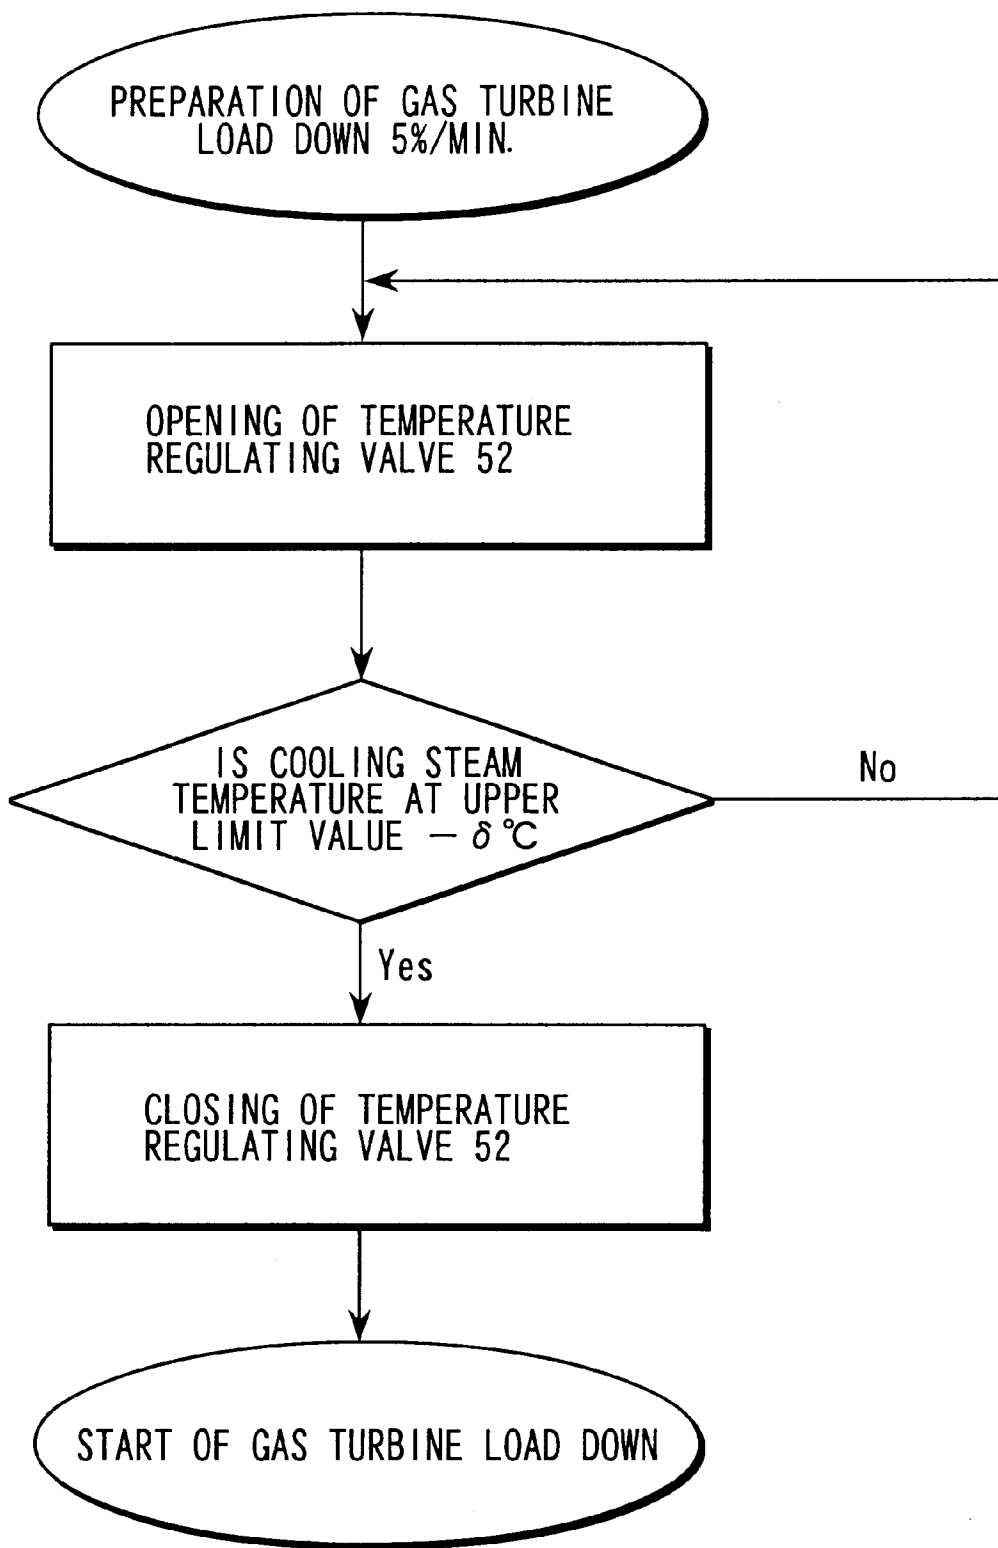 PREPARATION OF GAS TURBINE
LOAD DOWN 5%/MIN.
OPENING OF TEMPERATURE
REGULATING VALVE 52
IS COOLING STEAM
TEMPERATURE AT UPPER
LIMIT VALUE － δ ℃
No
Yes
CLOSING OF TEMPERATURE
REGULATING VALVE 52
START OF GAS TURBINE LOAD DOWN